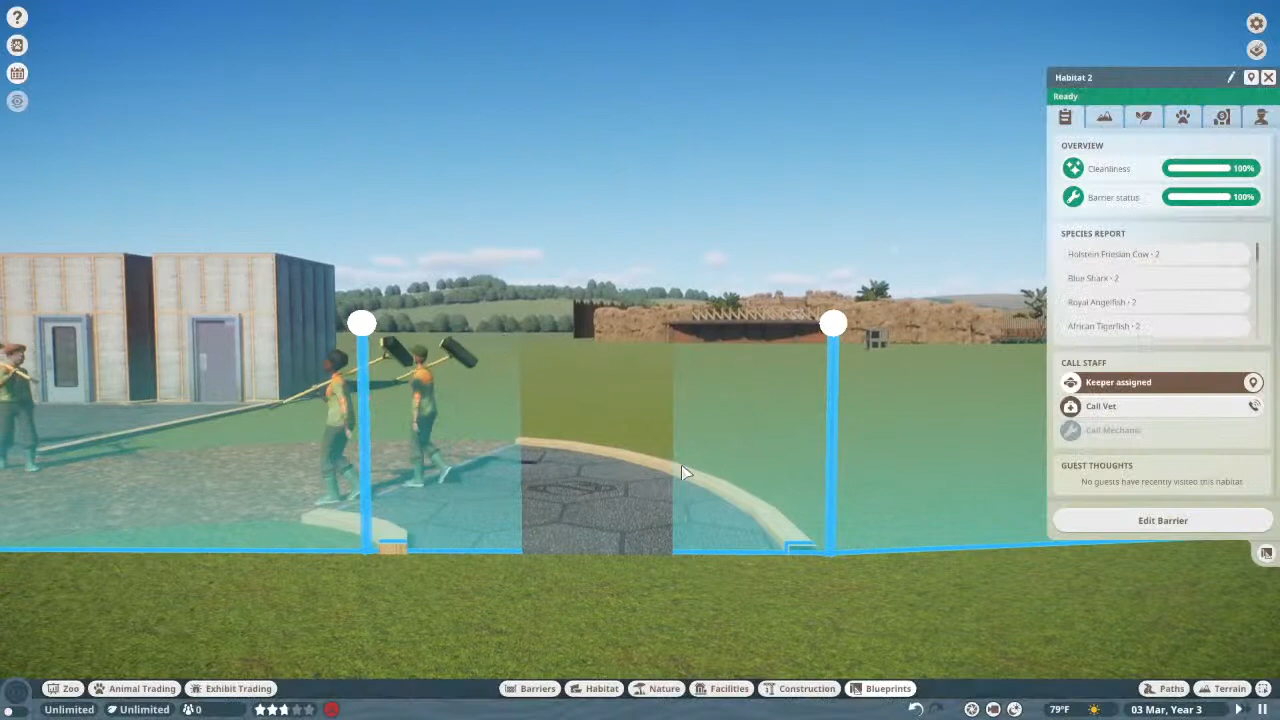 ?
Habitat 2
Ready
OVERVIEW
Cleanliness 100%
Barrier status 100%
SPECIES REPORT
Holstein Friesian Cow - 2
Blue Shark - 2
Royal Angelfish - 2
African Tigerfish - 2
CALL STAFF
Keeper assigned
Call Vet
Call Mechanic
GUEST THOUGHTS
No guests have recently visited this habitat
Edit Barrier
Zoo Animal Trading Exhibit Trading Barriers Habitat Nature Facilities Construction Blueprints Paths Terrain
Unlimited Unlimited 0 79°F 03 Mar, Year 3